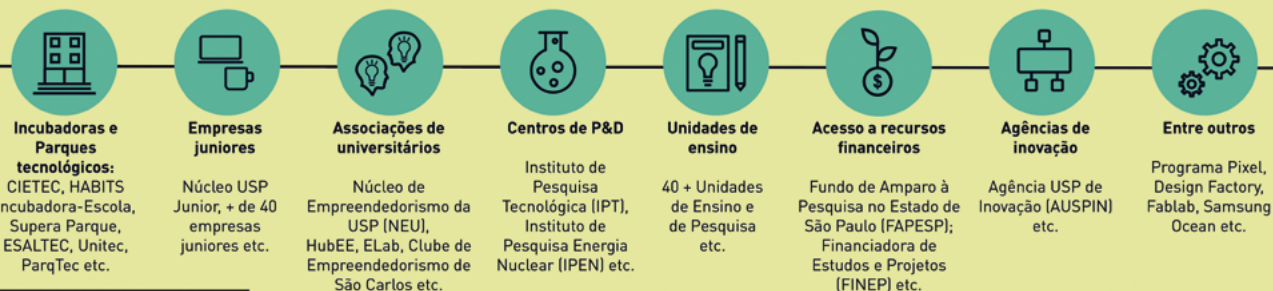 Incubadoras e
Parques
tecnológicos:
CIETEC, HABITS
ncubadora-Escola,
Supera Parque,
ESALTEC, Unitec,
ParqTec etc.
Empresas
juniores
Núcleo USP
Junior, + de 40
empresas
juniores etc.
Associações de
universitários
Núcleo de
Empreendedorismo da
USP (NEU),
HubEE, ELab, Clube de
Empreendedorismo de
São Carlos etc.
Centros de P&D
Instituto de
Pesquisa
Tecnológica (IPT),
Instituto de
Pesquisa Energia
Nuclear (IPEN) etc.
Unidades de
ensino
40 + Unidades
de Ensino e
de Pesquisa
etc.
Acesso a recursos
financeiros
$
Fundo de Amparo à
Pesquisa no Estado de
São Paulo (FAPESP);
Financiadora de
Estudos e Projetos
(FINEP) etc.
Agências de
inovação
Agência USP de
Inovação (AUSPIN)
etc.
Entre outros
Programa Pixel,
Design Factory,
Fablab, Samsung
Ocean etc.